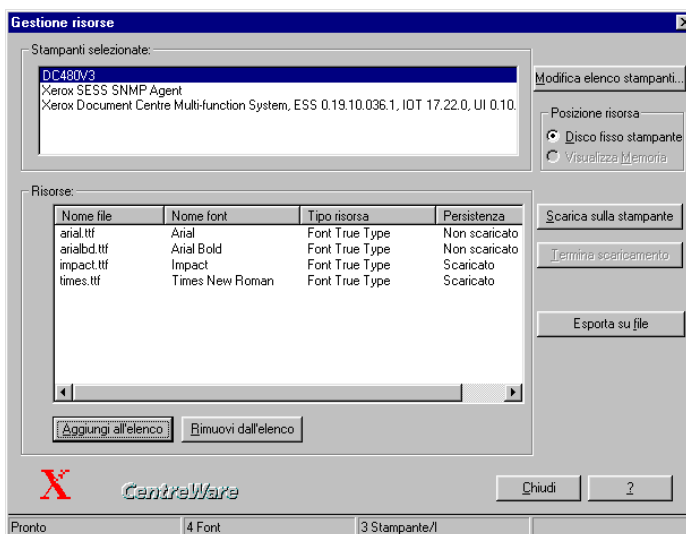 Gestione risorse
Stampanti selezionate:
DC480V3
Xerox SESS SNMP Agent
Xerox Document Centre Multi-function System, ESS 0.19.10.036.1, IOT 17.22.0, UI 0.10.
Modifica elenco stampanti...
Posizione risorsa
Disco fisso stampante
Visualizza Memoria
Risorse:
Nome file Nome font Tipo risorsa Persistenza
arial.ttf Arial Font True Type Non scaricato
arialbd.ttf Arial Bold Font True Type Non scaricato
impact.ttf Impact Font True Type Scaricato
times.ttf Times New Roman Font True Type Scaricato
Scarica sulla stampante
Termina scaricamento
Esporta su file
Aggiungi all'elenco Rimuovi dall'elenco
X CentreWare
Chiudi ?
Pronto 4 Font 3 Stampante/I